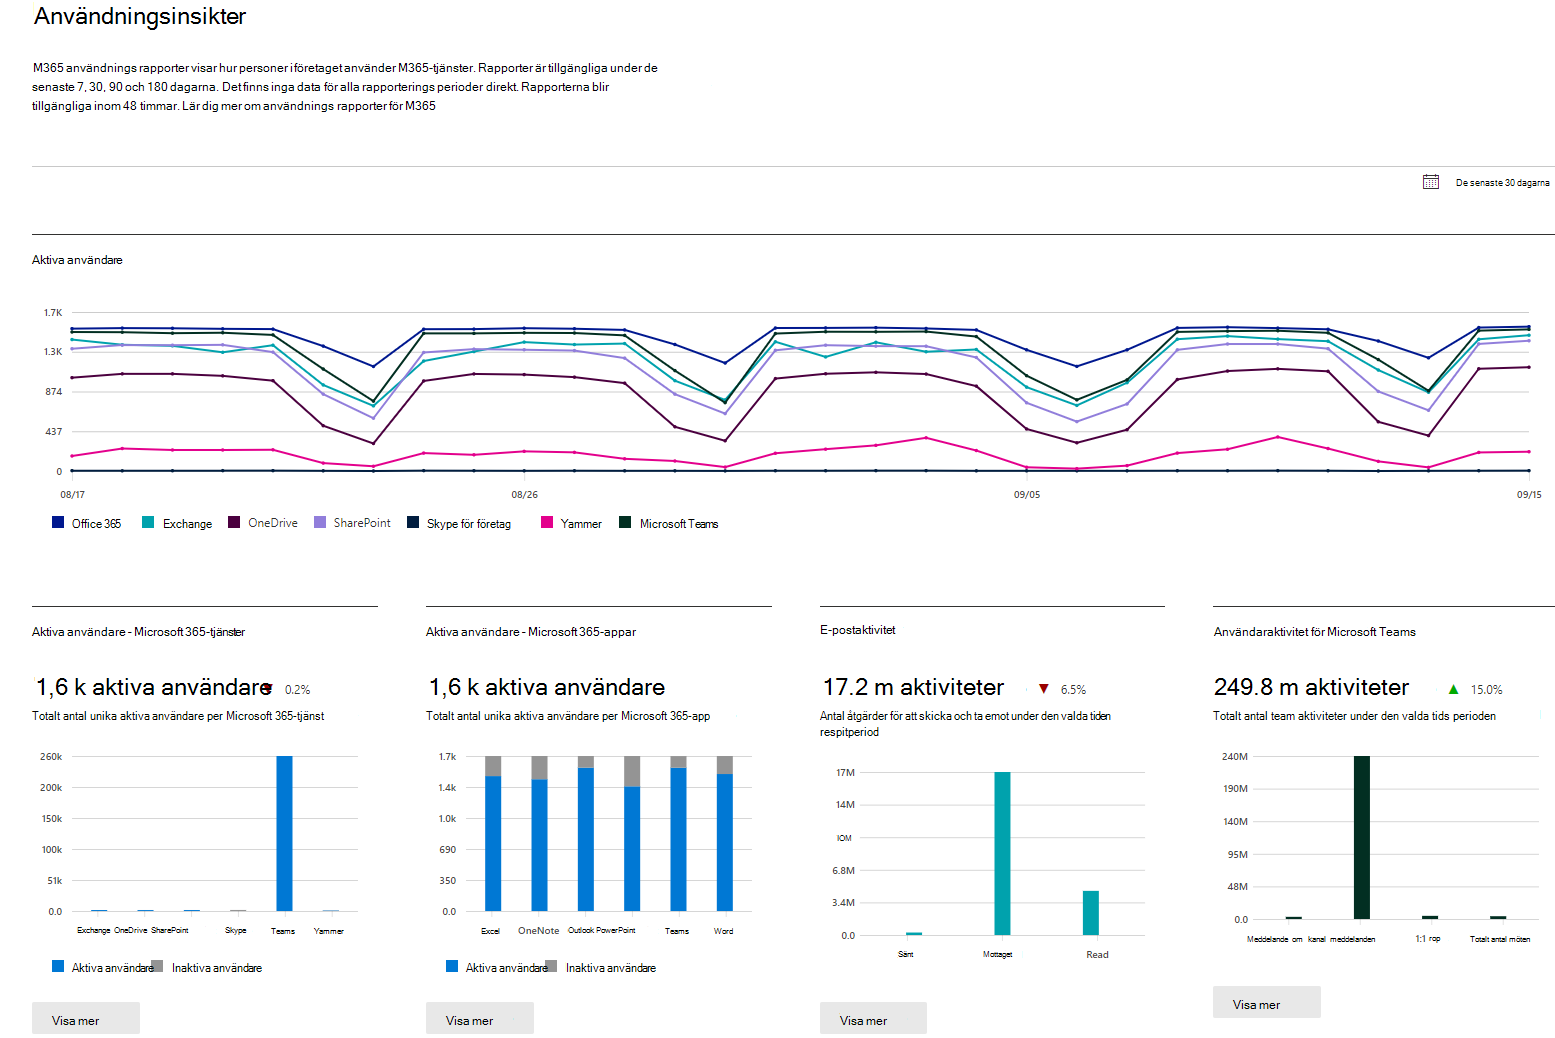 Användningsinsikter
M365 användnings rapporter visar hur personer i företaget använder M365-tjänster. Rapporter är tillgängliga under de
senaste 7, 30, 90 och 180 dagarna. Det finns inga data för alla rapporterings perioder direkt. Rapporterna blir
tillgängliga inom 48 timmar. Lär dig mer om användnings rapporter för M365
De senaste 30 dagarna
Aktiva användare
1.7K
1.3K
874
437
0
08/17 08/26 09/05 09/15
Office 365 Exchange OneDrive SharePoint Skype för företag Yammer Microsoft Teams
Aktiva användare - Microsoft 365-tjänster
1,6 k aktiva användare 0.2%
Totalt antal unika aktiva användare per Microsoft 365-tjänst
260k
200k
150k
100k
51k
0.0
Exchange OneDrive SharePoint Skype Teams Yammer
Aktiva användare Inaktiva användare
Visa mer
Aktiva användare - Microsoft 365-appar
1,6 k aktiva användare
Totalt antal unika aktiva användare per Microsoft 365-app
1.7k
1.4k
1.0k
690
350
0.0
Excel OneNote Outlook PowerPoint Teams Word
Aktiva användare Inaktiva användare
Visa mer
E-postaktivitet
17.2 m aktiviteter 6.5%
Antal åtgärder för att skicka och ta emot under den valda tiden
respitperiod
17M
14M
IOM
6.8M
3.4M
0.0
Sänt Mottaget Read
Visa mer
Användaraktivitet för Microsoft Teams
249.8 m aktiviteter 15.0%
Totalt antal team aktiviteter under den valda tids perioden
240M
190M
140M
95M
48M
0.0
Meddelande om kanal meddelanden 1:1 rop Totalt antal möten
Visa mer